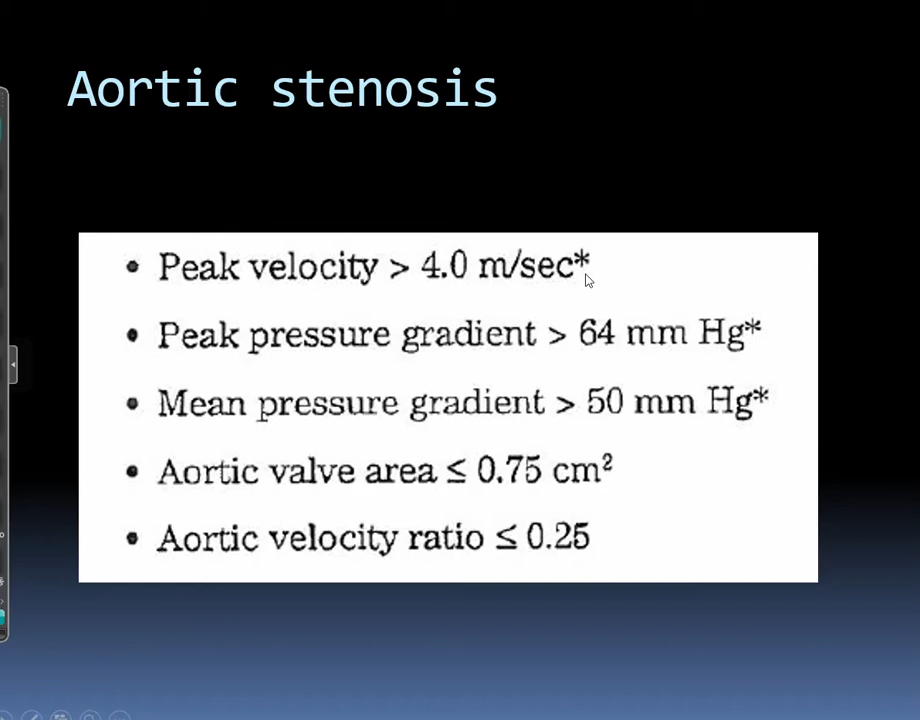 Aortic stenosis
• Peak velocity > 4.0 m/sec*
• Peak pressure gradient > 64 mm Hg*
• Mean pressure gradient > 50 mm Hg*
• Aortic valve area ≤ 0.75 cm²
• Aortic velocity ratio ≤ 0.25